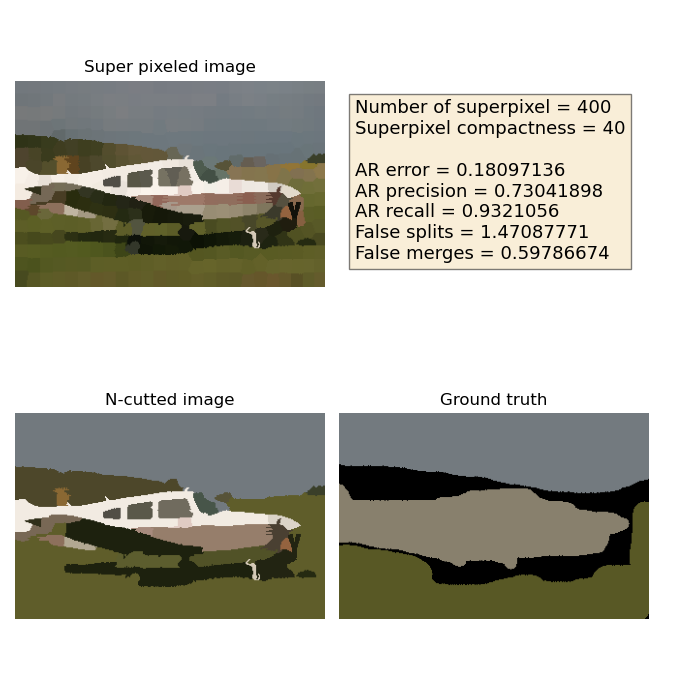 Super pixeled image
Number of superpixel = 400
Superpixel compactness = 40
AR error = 0.18097136
AR precision = 0.73041898
AR recall = 0.9321056
False splits = 1.47087771
False merges = 0.59786674
N-cutted image
Ground truth